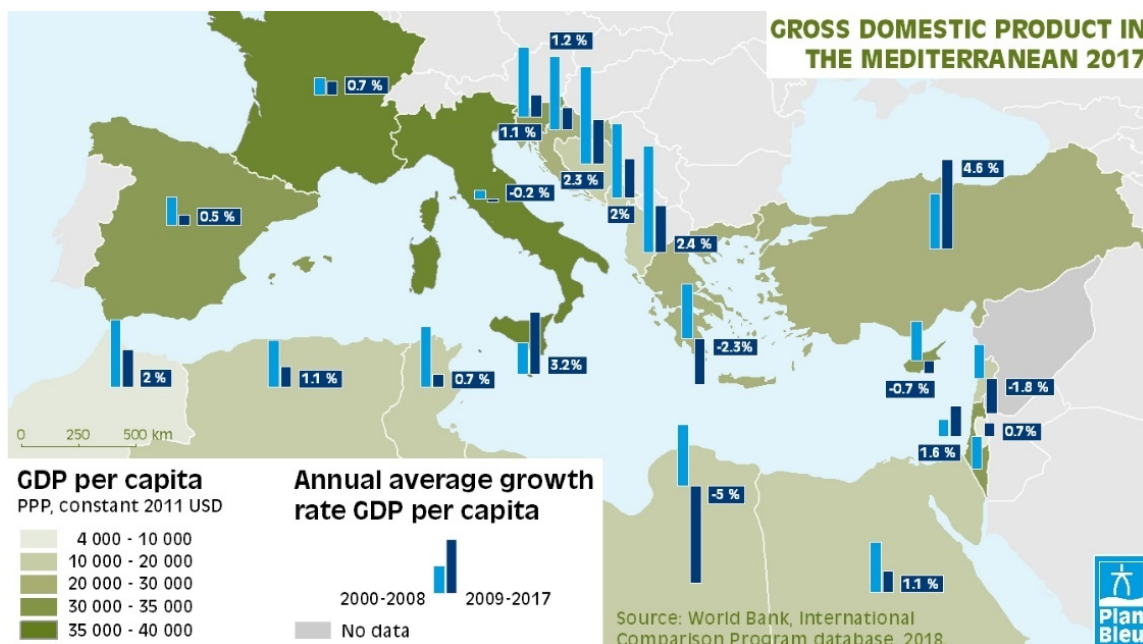 GROSS DOMESTIC PRODUCT IN
THE MEDITERRANEAN 2017
1.2 %
0.7 %
1.1 %
4.6 %
2.3 %
-0.2 %
0.5 %
2%
2.4 %
-2.3%
2 %
1.1 %
0.7 %
3.2%
-0.7 %
-1.8 %
0.7%
1.6 %
0 250 500 km
-5 %
1.1 %
GDP per capita
PPP, constant 2011 USD
4 000 - 10 000
10 000 - 20 000
20 000 - 30 000
30 000 - 35 000
35 000 - 40 000
Annual average growth
rate GDP per capita
2000-2008 2009-2017
No data
Source: World Bank, International
Comparison Program database, 2018.
Plan
Bleu